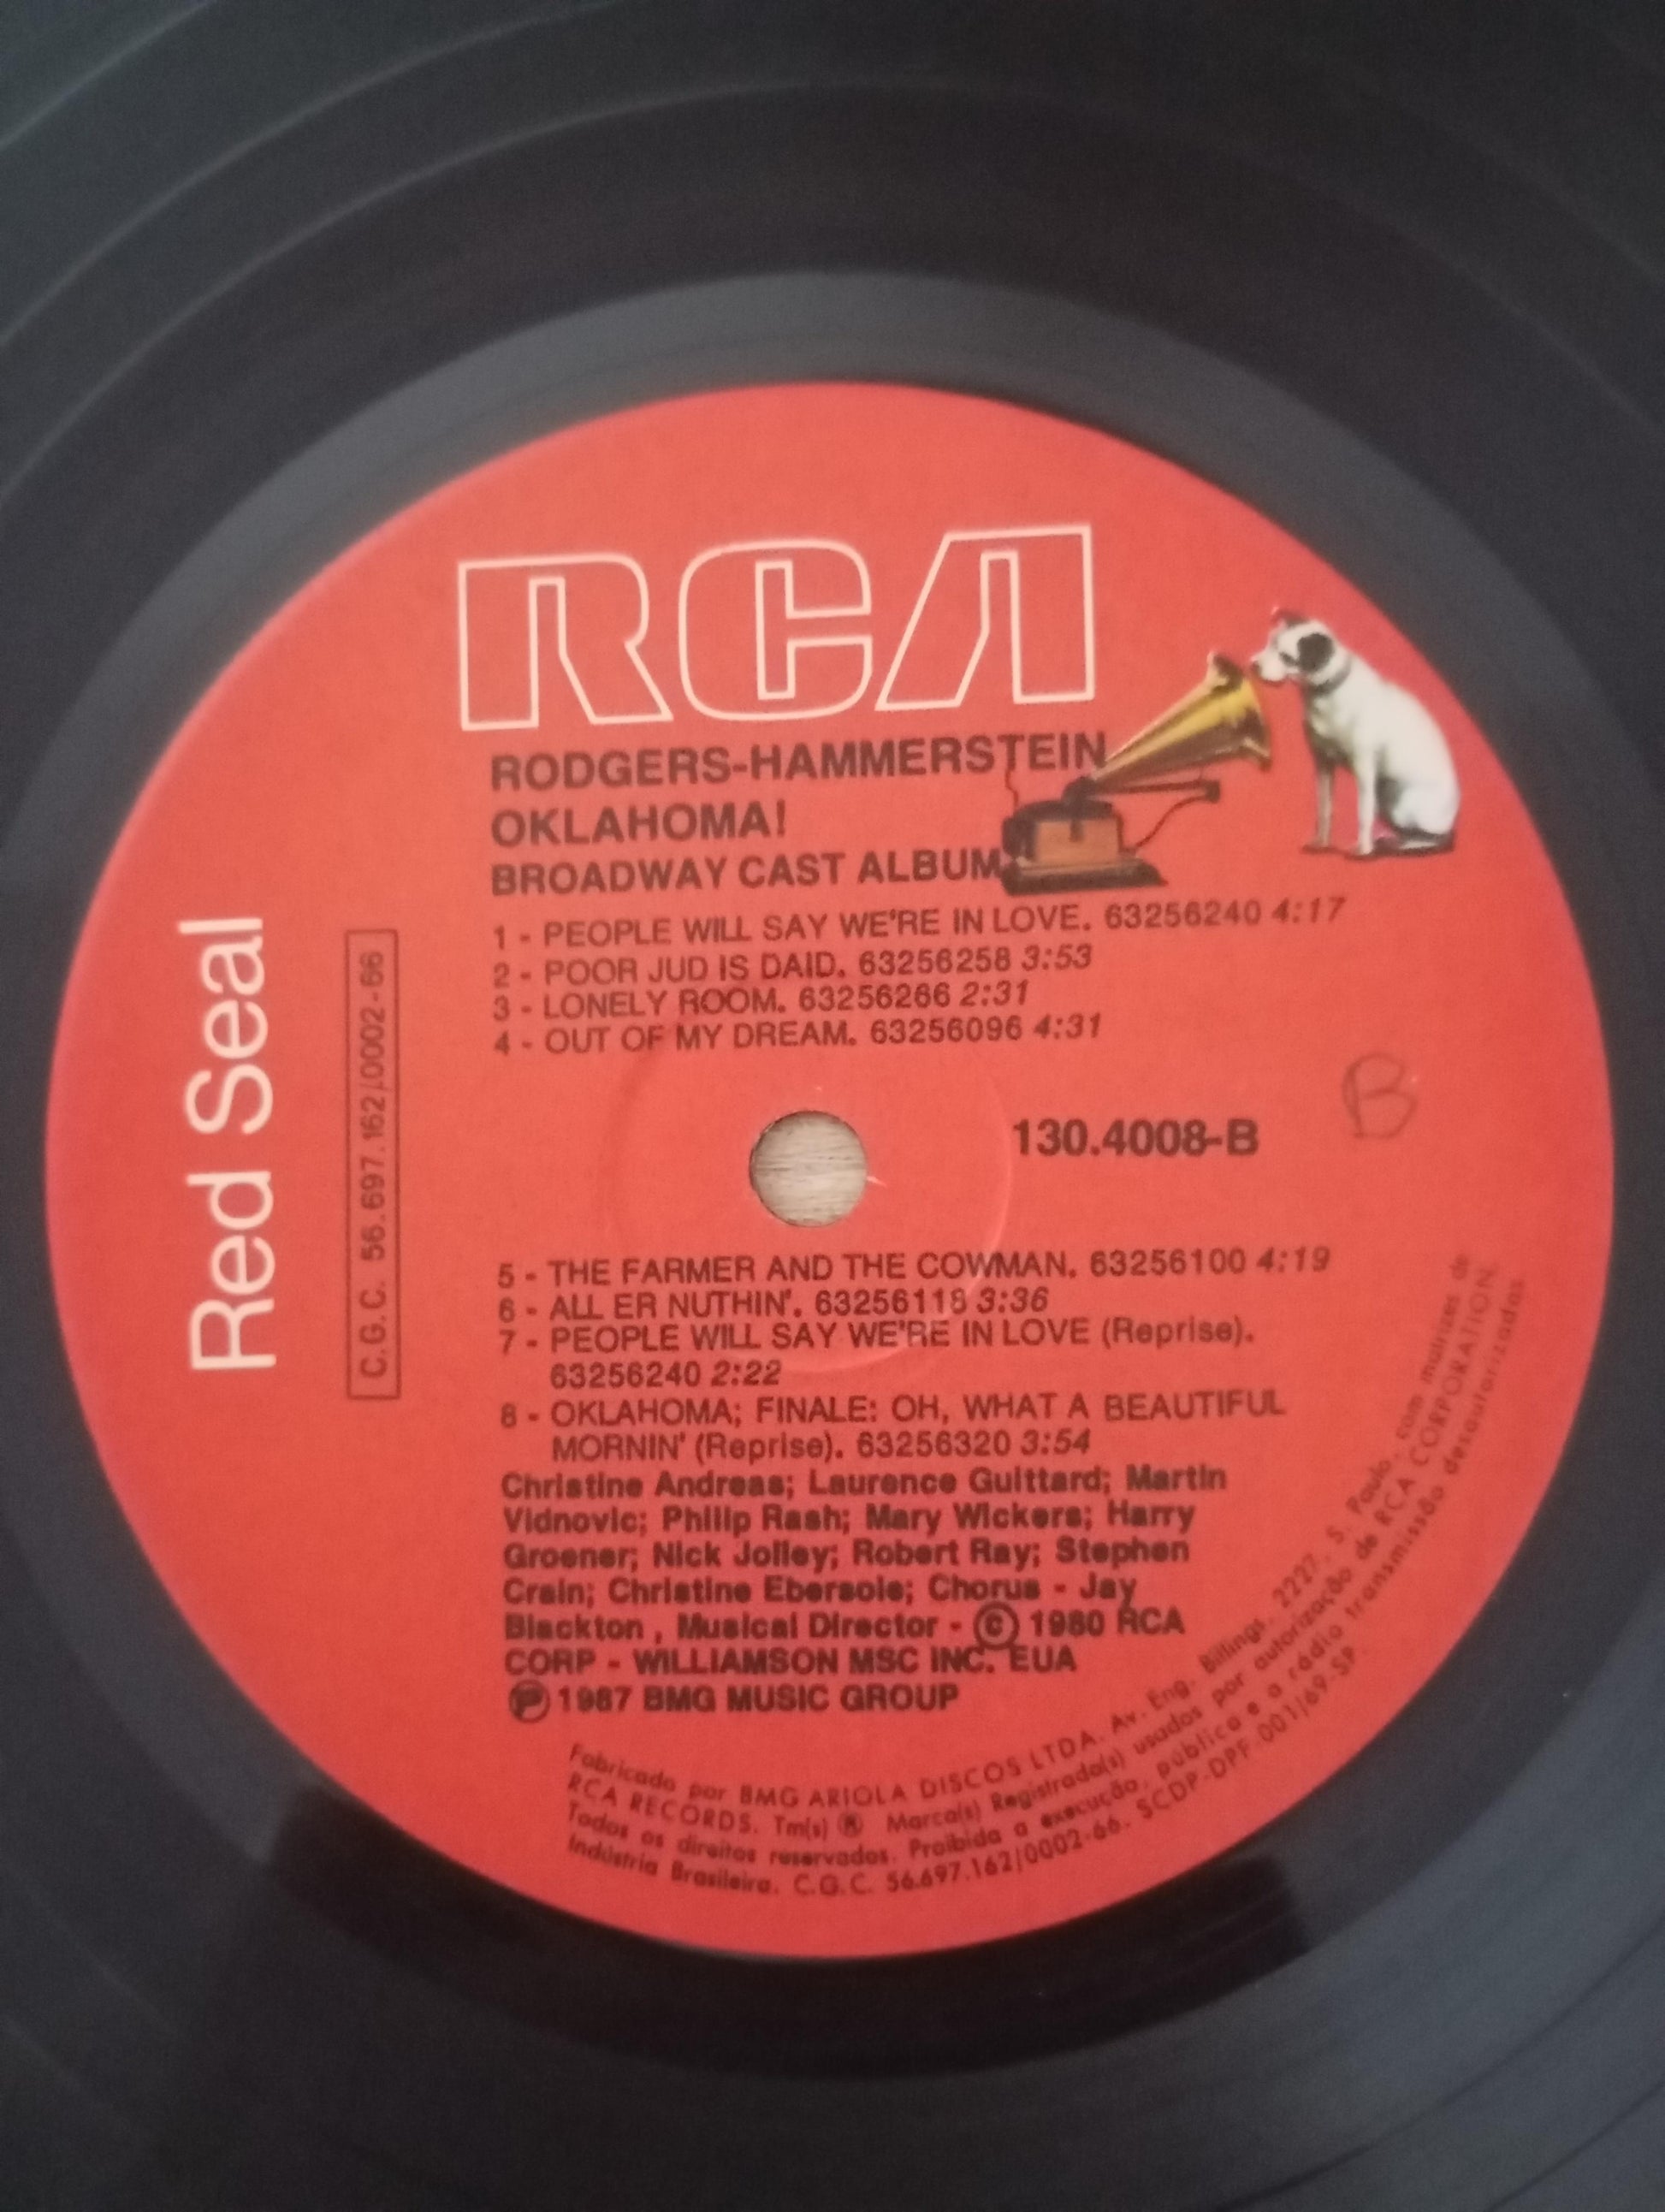 RCA
RODGERS-HAMMERSTEIN
OKLAHOMA!
BROADWAY CAST ALBUM
1 - PEOPLE WILL SAY WE'RE IN LOVE. 63256240 4:17
2 - POOR JUD IS DAID. 63256258 3:53
3 - LONELY ROOM. 63256266 2:31
4 - OUT OF MY DREAM. 63256096 4:31
Red Seal
C.G.C. 56.697.162/0002-66
130.4008-B
B
5 - THE FARMER AND THE COWMAN. 63256100 4:19
6 - ALL ER NUTHIN'. 63256118 3:36
7 - PEOPLE WILL SAY WE'RE IN LOVE (Reprise).
63256240 2:22
8 - OKLAHOMA; FINALE: OH, WHAT A BEAUTIFUL
MORNIN' (Reprise). 63256320 3:54
Christine Andreas; Laurence Guittard; Martin
Vidnovic; Philip Rash; Mary Wickers; Harry
Groener; Nick Jolley; Robert Ray; Stephen
Crain; Christine Ebersole; Chorus - Jay
Blackton , Musical Director - © 1980 RCA
CORP - WILLIAMSON MSC INC. EUA
℗ 1987 BMG MUSIC GROUP
Fabricado por BMG ARIOLA DISCOS LTDA. Av. Eng. Billings, 2227. S. Paulo, com matrizes de
RCA RECORDS. Tm(s) ® Marca(s) Registrada(s) usados por autorização de RCA CORPORATION.
Todos os direitos reservados. Proibida a execução, pública e a rádio transmissão desautorizadas.
Indústria Brasileira. C.G.C. 56.697.162/0002-66. SCDP-DPF 001/69-SP.